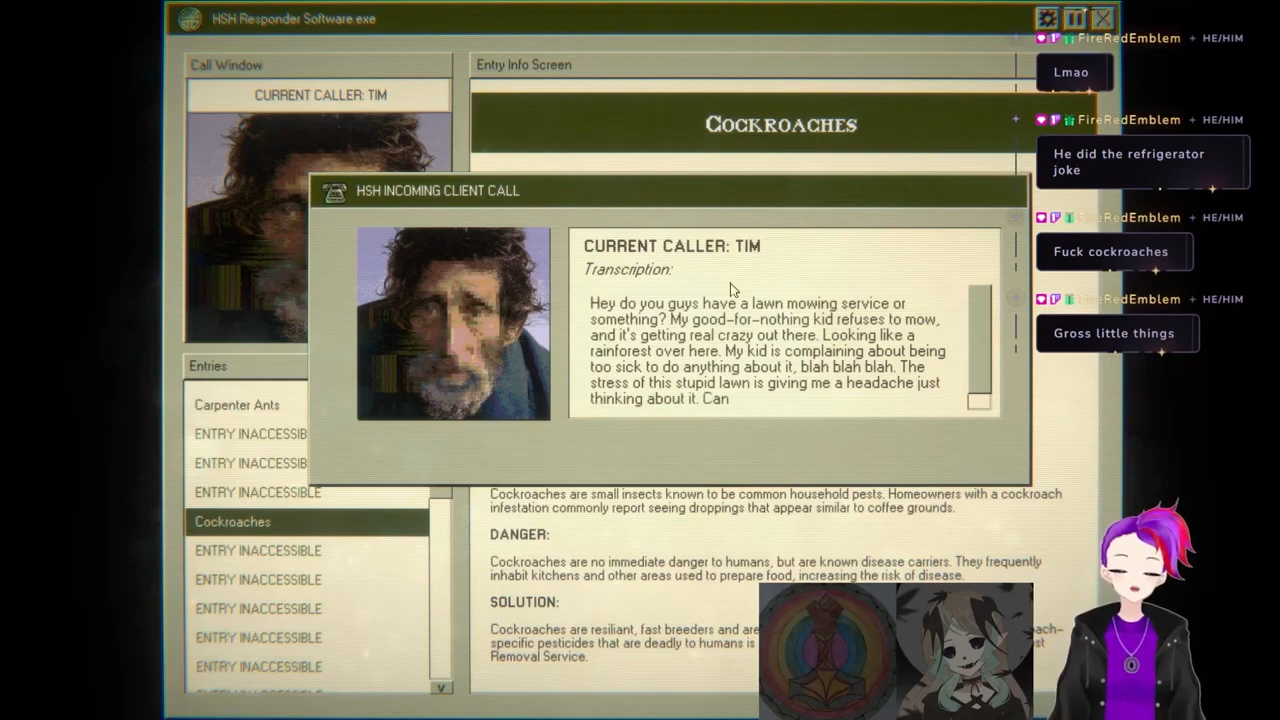 HSH Responder Software exe
Call Window
CURRENT CALLER: TIM
Entry Info Screen
COCKROACHES
HSH INCOMING CLIENT CALL
CURRENT CALLER: TIM
Transcription:
Hey do you guys have a lawn mowing service or
something? My good-for-nothing kid refuses to mow,
and it's getting real crazy out there. Looking like a
rainforest over here. My kid is complaining about being
too sick to do anything about it, blah blah blah. The
stress of this stupid lawn is giving me a headache just
thinking about it. Can
Entries
Carpenter Ants
ENTRY INACCESSIB
ENTRY INACCESSIB
ENTRY INACCESSIBLE
Cockroaches
ENTRY INACCESSIBLE
ENTRY INACCESSIBLE
ENTRY INACCESSIBLE
ENTRY INACCESSIBLE
ENTRY INACCESSIBLE
V
Cockroaches are small insects known to be common household pests. Homeowners with a cockroach
infestation commonly report seeing droppings that appear similar to coffee grounds.
DANGER:
Cockroaches are no immediate danger to humans, but are known disease carriers. They frequently
inhabit kitchens and other areas used to prepare food, increasing the risk of disease.
SOLUTION:
Cockroaches are resiliant, fast breeders and are ach-
specific pesticides that are deadly to humans is st
Removal Service.
FireRedEmblem + HE/HIM
Lmao
FireRedEmblem + HE/HIM
He did the refrigerator
joke
FireRedEmblem + HE/HIM
Fuck cockroaches
FireRedEmblem + HE/HIM
Gross little things